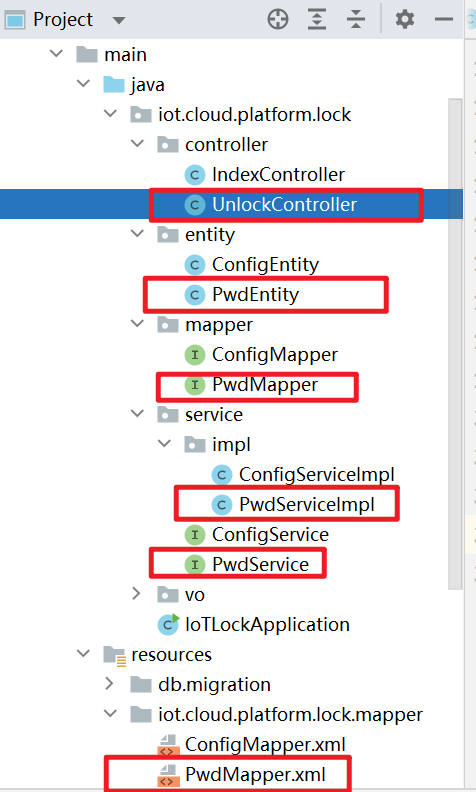 Project
main
java
iot.cloud.platform.lock
controller
IndexController
UnlockController
entity
ConfigEntity
PwdEntity
mapper
ConfigMapper
PwdMapper
service
impl
ConfigServiceImpl
PwdServiceImpl
ConfigService
PwdService
vo
IoTLockApplication
resources
db.migration
iot.cloud.platform.lock.mapper
ConfigMapper.xml
PwdMapper.xml